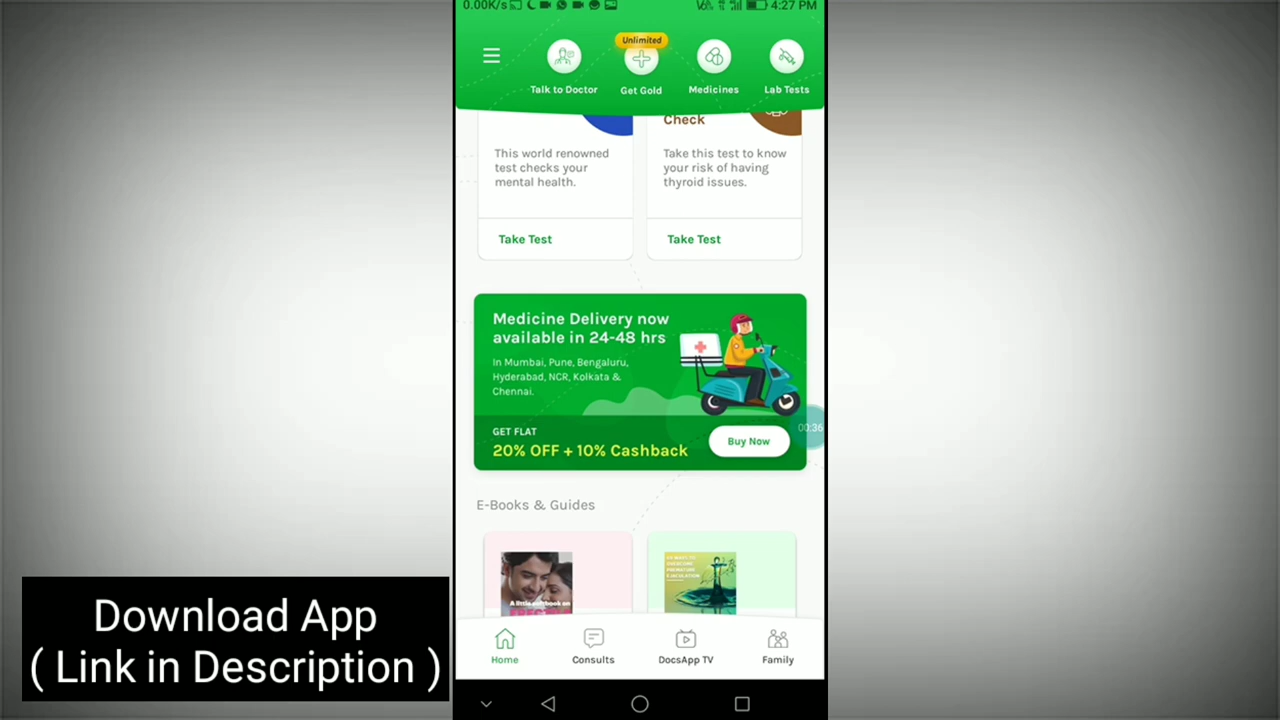 0.00K/s
4:27 PM
Unlimited
Talk to Doctor
Get Gold
Medicines
Lab Tests
Check
This world renowned
test checks your
mental health.
Take this test to know
your risk of having
thyroid issues.
Take Test
Take Test
Medicine Delivery now
available in 24-48 hrs
In Mumbai, Pune, Bengaluru,
Hyderabad, NCR, Kolkata &
Chennai.
GET FLAT
20% OFF + 10% Cashback
Buy Now
00:36
E-Books & Guides
A little
Home
Consults
DocsApp TV
Family
Download App
( Link in Description )